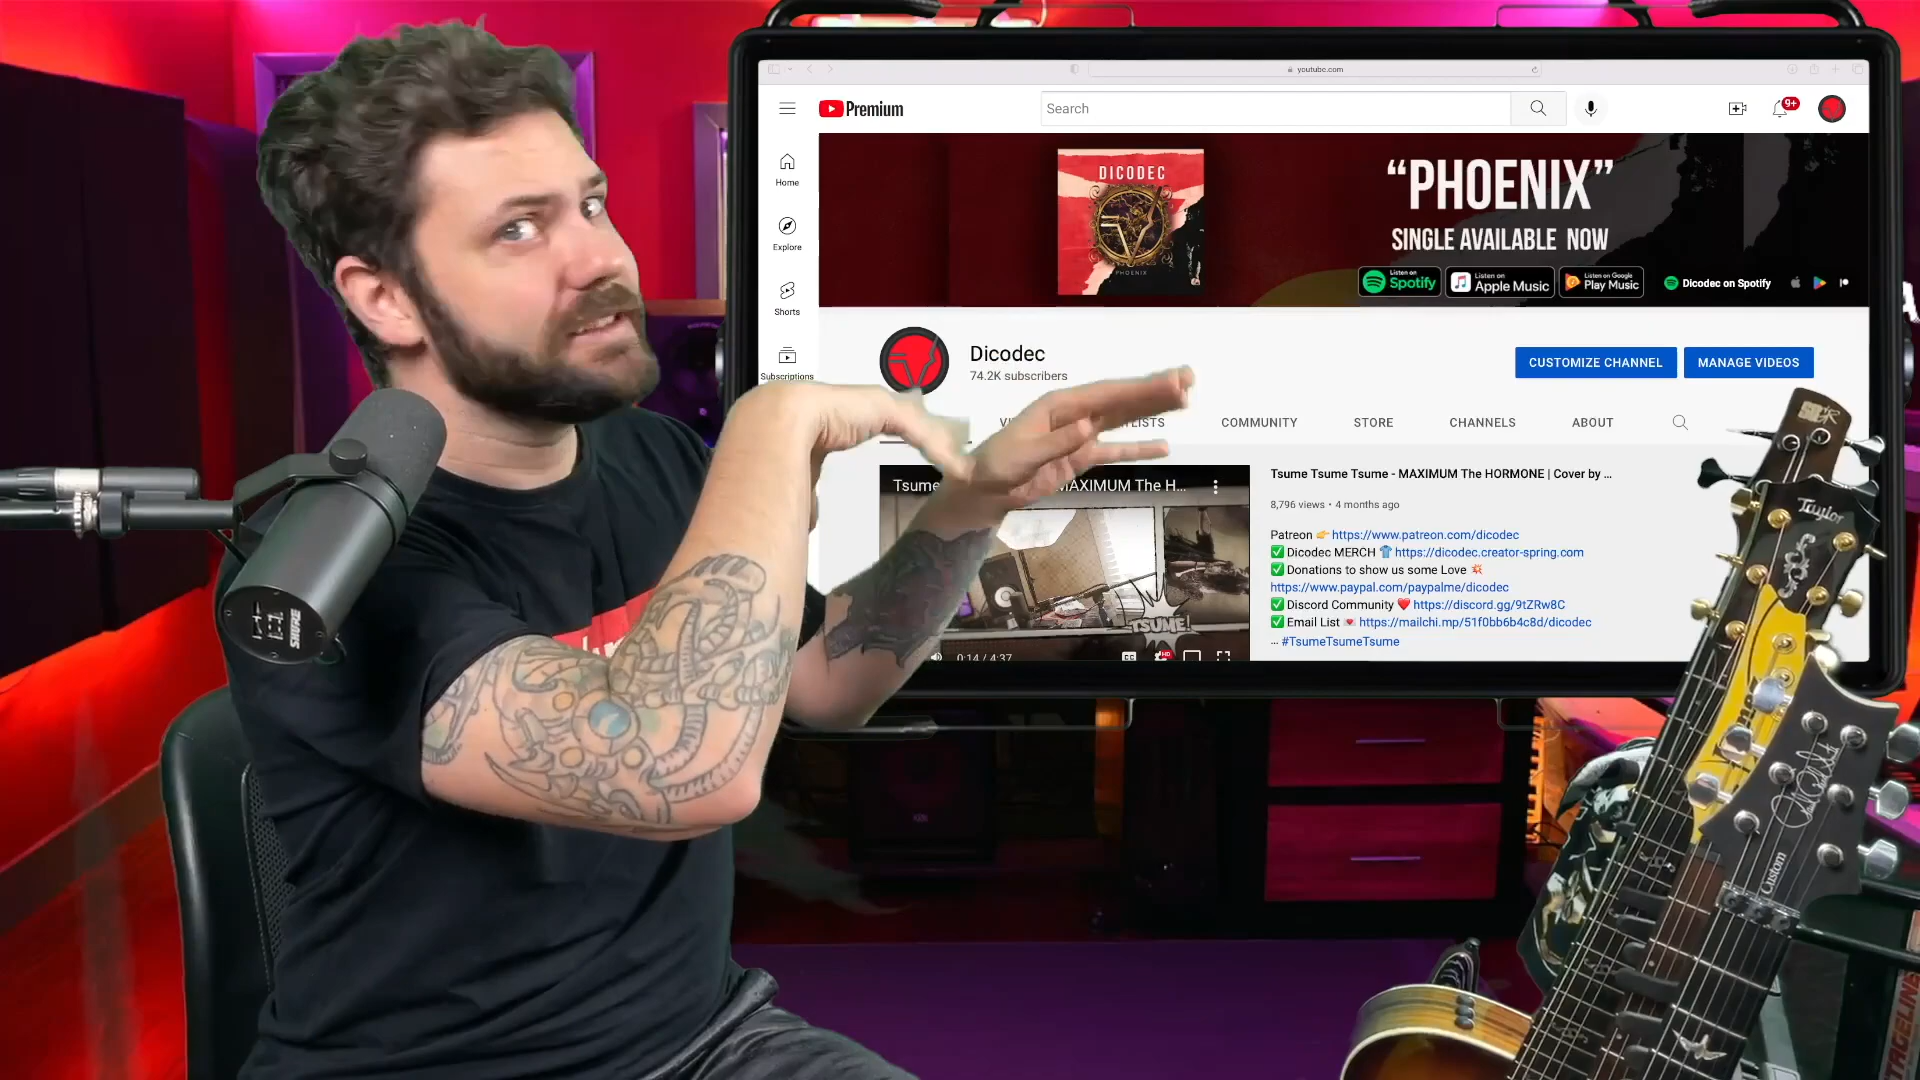 youtube.com
Premium
Search
9+
Home
Explore
Shorts
Subscriptions
DICODEC
PHOENIX
“PHOENIX”
SINGLE AVAILABLE NOW
Listen on
Spotify
Listen on
Apple Music
Listen on Google
Play Music
Dicodec on Spotify
Dicodec
74.2K subscribers
CUSTOMIZE CHANNEL
MANAGE VIDEOS
COMMUNITY
STORE
CHANNELS
ABOUT
Tsume
MAXIMUM The H...
TSUME!
0:14 / 4:37
HD
Tsume Tsume Tsume - MAXIMUM The HORMONE | Cover by ...
8,796 views • 4 months ago
Patreon 👉 https://www.patreon.com/dicodec
✅ Dicodec MERCH 👕 https://dicodec.creator-spring.com
✅ Donations to show us some Love 💥
https://www.paypal.com/paypalme/dicodec
✅ Discord Community ❤️ https://discord.gg/9tZRw8C
✅ Email List 💌 https://mailchi.mp/51f0bb6b4c8d/dicodec
... #TsumeTsumeTsume
SHURE
Taylor
Custom
STAGELINE